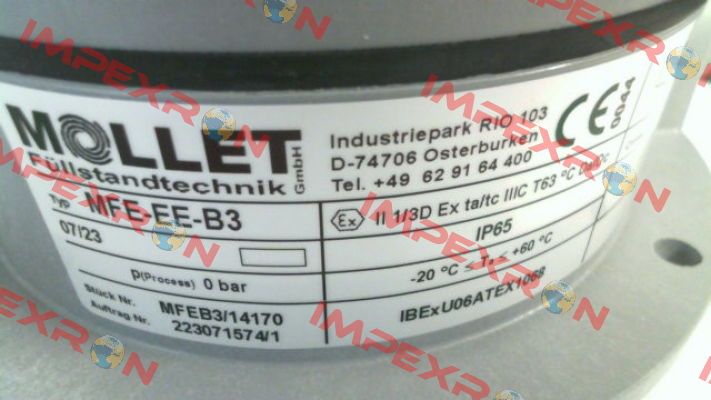 MOLLET
Füllstandtechnik GmbH
Industriepark RIO 103
D-74706 Osterburken
Tel. +49 62 91 64 400
CE 0044
Typ MFE-EE-B3
07/23
p(Process) 0 bar
Stück Nr. MFEB3/14170
Auftrag Nr. 223071574/1
Ex II 1/3D Ex ta/tc IIIC T63 °C Da/Dc
IP65
-20 °C ≤ ≤ +60 °C
IBExU06ATEX1068
IMPEXRON
IMPEXRON
IMPEXRON
IMPEXRON
IMPEXRON
IMPEXRON